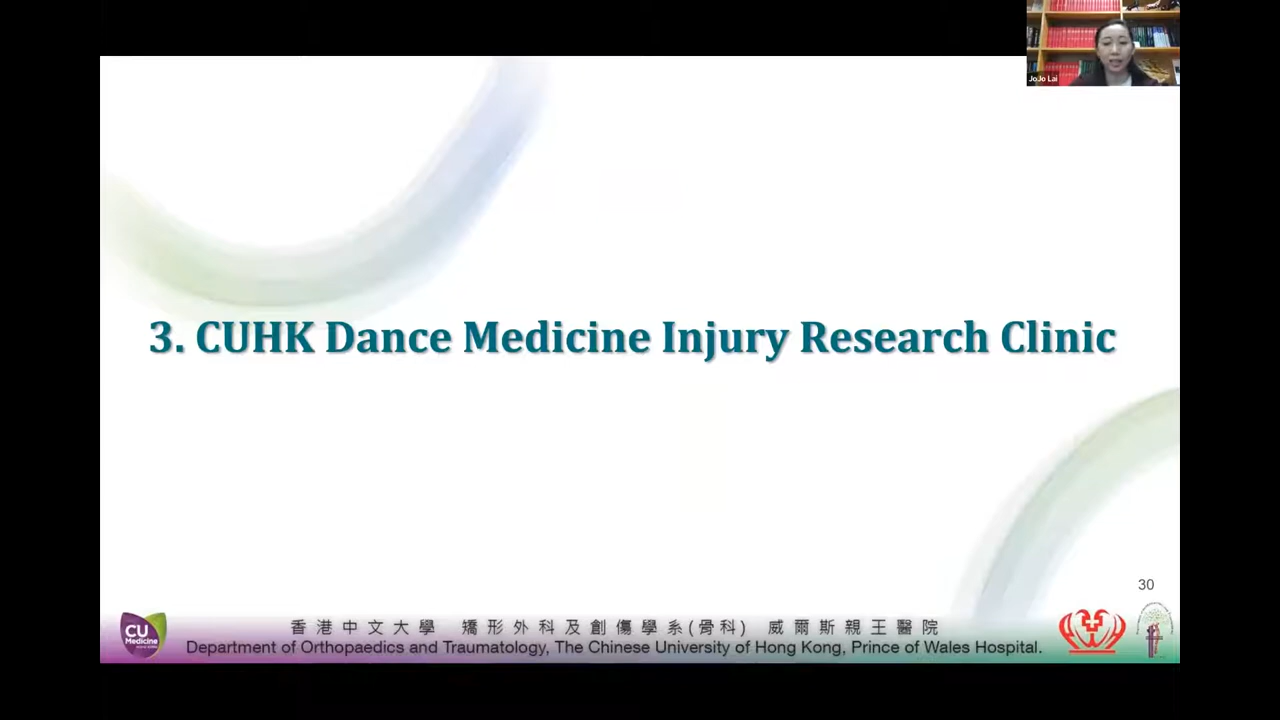 JoJo Lai
3. CUHK Dance Medicine Injury Research Clinic
30
CU
Medicine
HONG KONG
香港中文大學 矯形外科及創傷學系(骨科) 威爾斯親王醫院
Department of Orthopaedics and Traumatology, The Chinese University of Hong Kong, Prince of Wales Hospital.